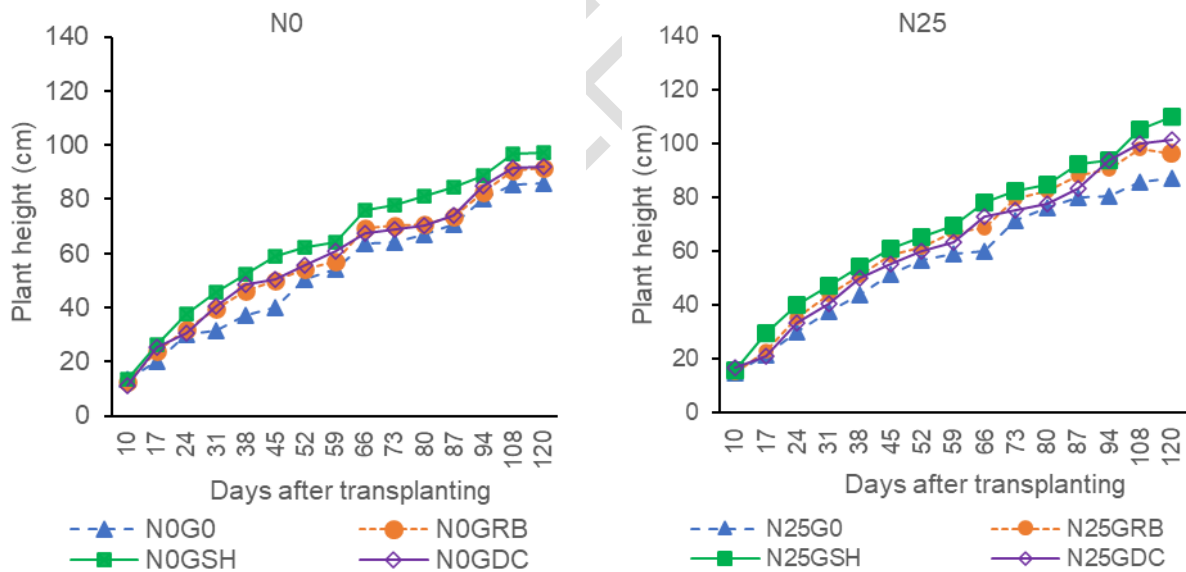 N0
140
120
100
80
60
40
20
0
Plant height (cm)
10 17 24 31 38 45 52 59 66 73 80 87 94 108 120
Days after transplanting
N0G0 N0GRB
N0GSH N0GDC
N25
140
120
100
80
60
40
20
0
Plant height (cm)
10 17 24 31 38 45 52 59 66 73 80 87 94 108 120
Days after transplanting
N25G0 N25GRB
N25GSH N25GDC